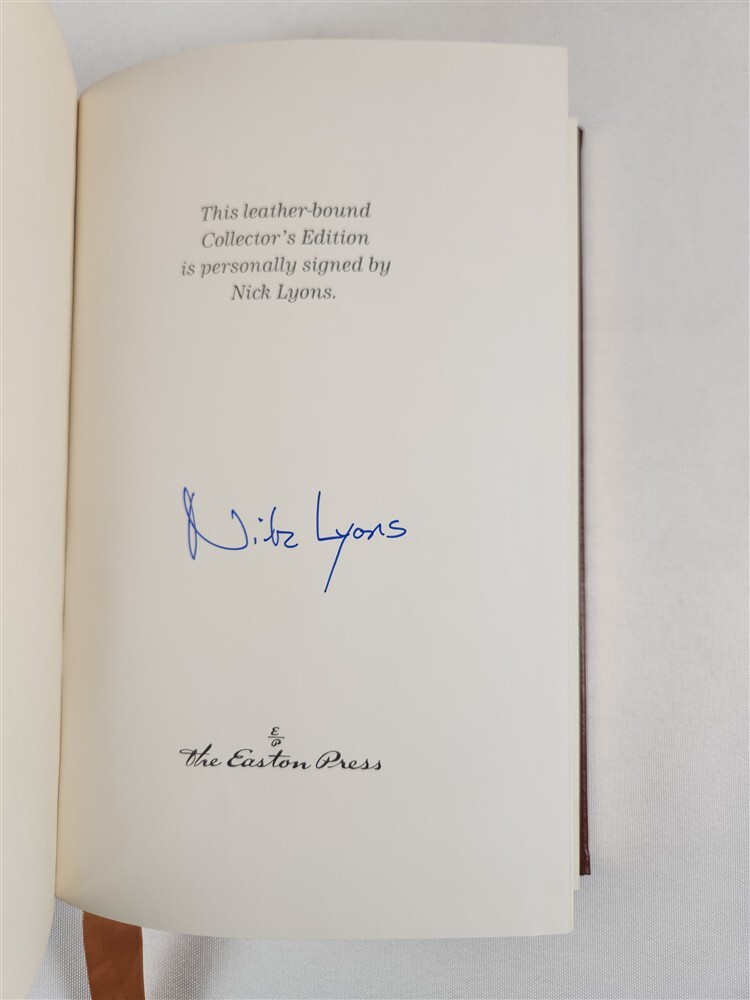 This leather-bound
Collector's Edition
is personally signed by
Nick Lyons.
Nick Lyons
E
P
The Easton Press